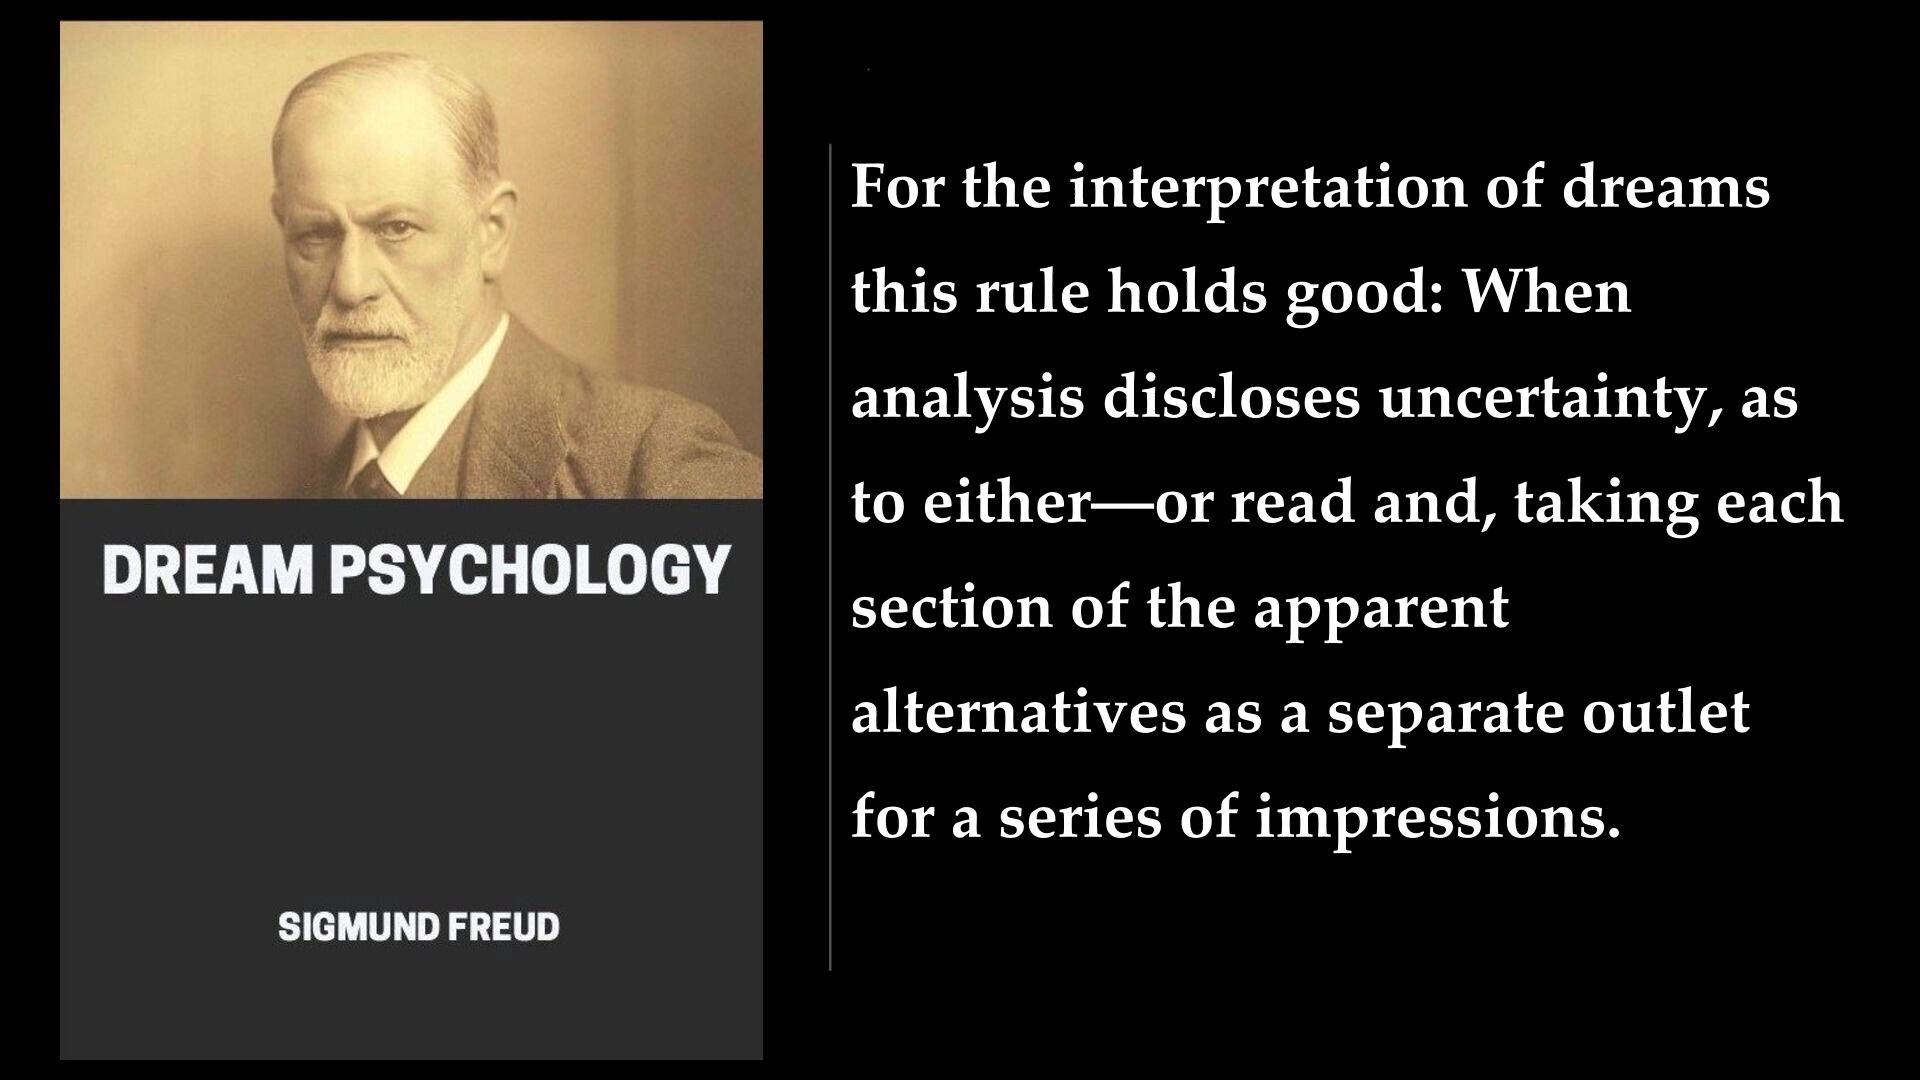 DREAM PSYCHOLOGY
SIGMUND FREUD
For the interpretation of dreams
this rule holds good: When
analysis discloses uncertainty, as
to either—or read and, taking each
section of the apparent
alternatives as a separate outlet
for a series of impressions.